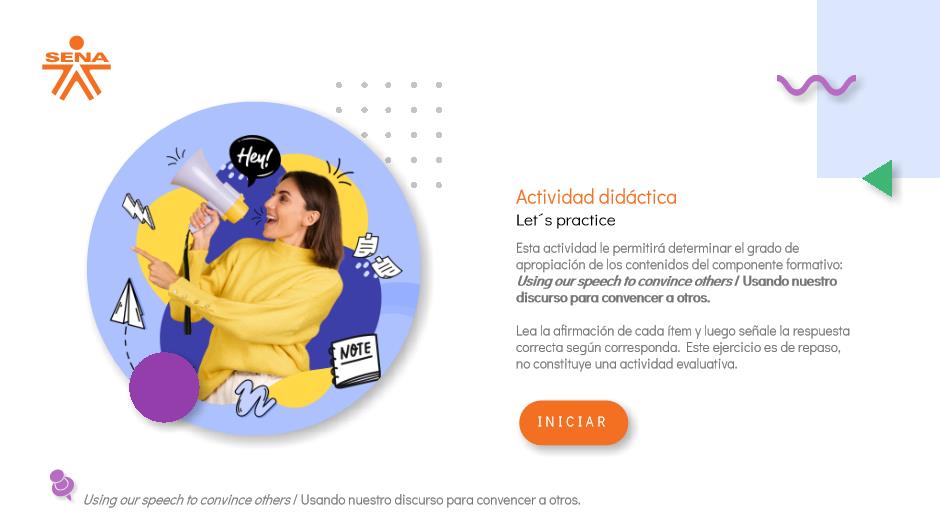 SENA
Hey!
NOTE
Actividad didáctica
Let´s practice
Esta actividad le permitirá determinar el grado de
apropiación de los contenidos del componente formativo:
Using our speech to convince others / Usando nuestro
discurso para convencer a otros.
Lea la afirmación de cada ítem y luego señale la respuesta
correcta según corresponda. Este ejercicio es de repaso,
no constituye una actividad evaluativa.
INICIAR
Using our speech to convince others / Usando nuestro discurso para convencer a otros.